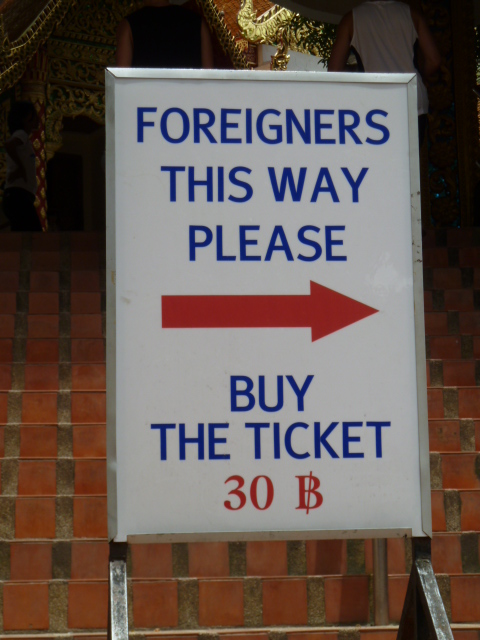 FOREIGNERS
THIS WAY
PLEASE
BUY
THE TICKET
30 ฿